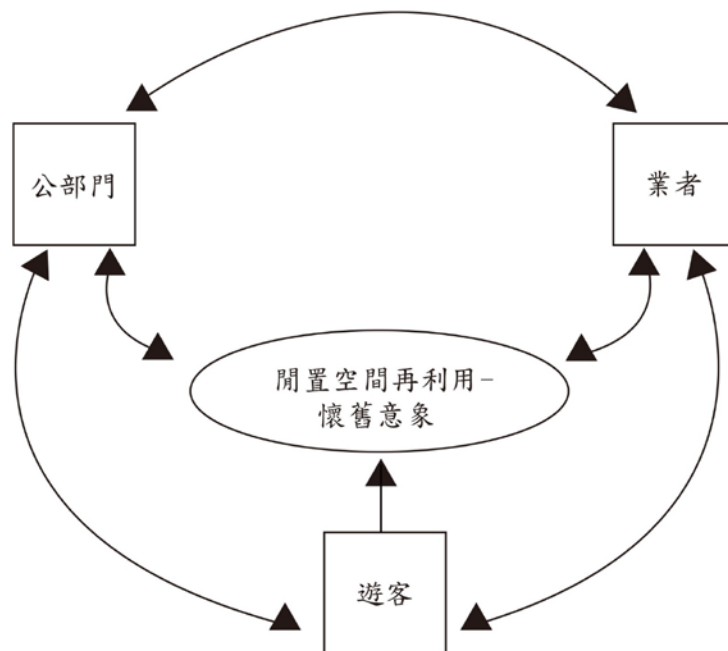 公部門
業者
閒置空間再利用–
懷舊意象
遊客